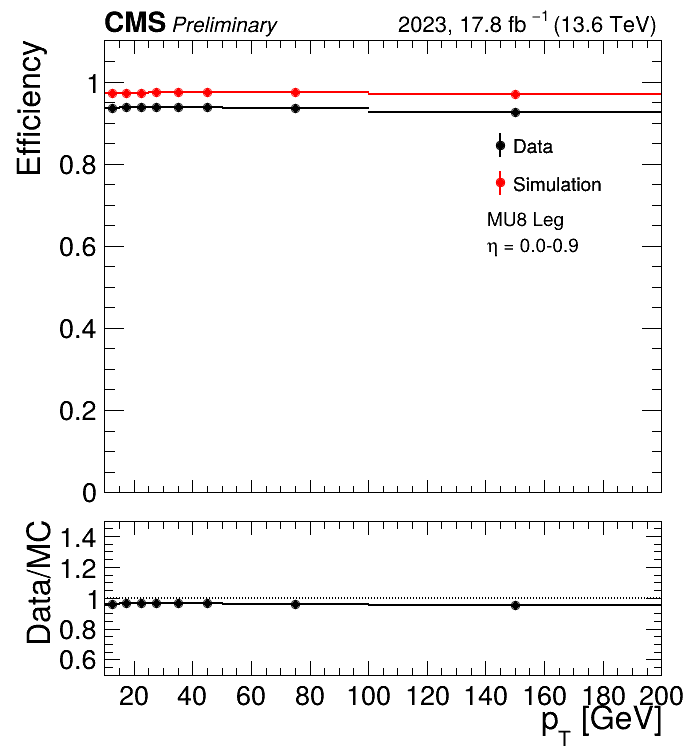 CMS Preliminary 2023, 17.8 fb⁻¹ (13.6 TeV)
Efficiency
1
0.8
0.6
0.4
0.2
0
Data
Simulation
MU8 Leg
η = 0.0-0.9
Data/MC
1.4
1.2
1
0.8
0.6
20 40 60 80 100 120 140 160 180 200
p_T [GeV]